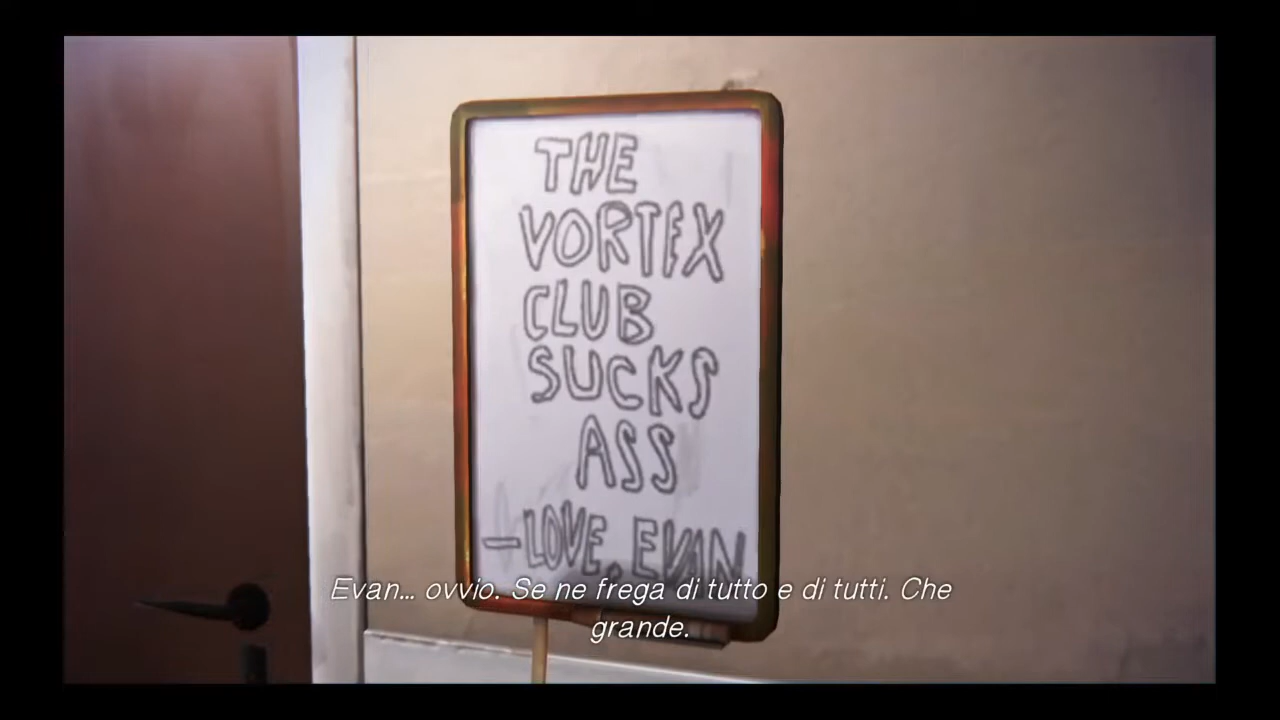 THE
VORTEX
CLUB
SUCKS
ASS
-LOVE, EVAN
Evan... ovvio. Se ne frega di tutto e di tutti. Che
grande.